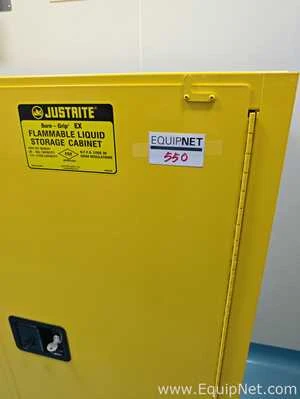 JUSTRITE
Sure-Grip® EX
FLAMMABLE LIQUID
STORAGE CABINET
EQUIPNET
550
www.EquipNet.com